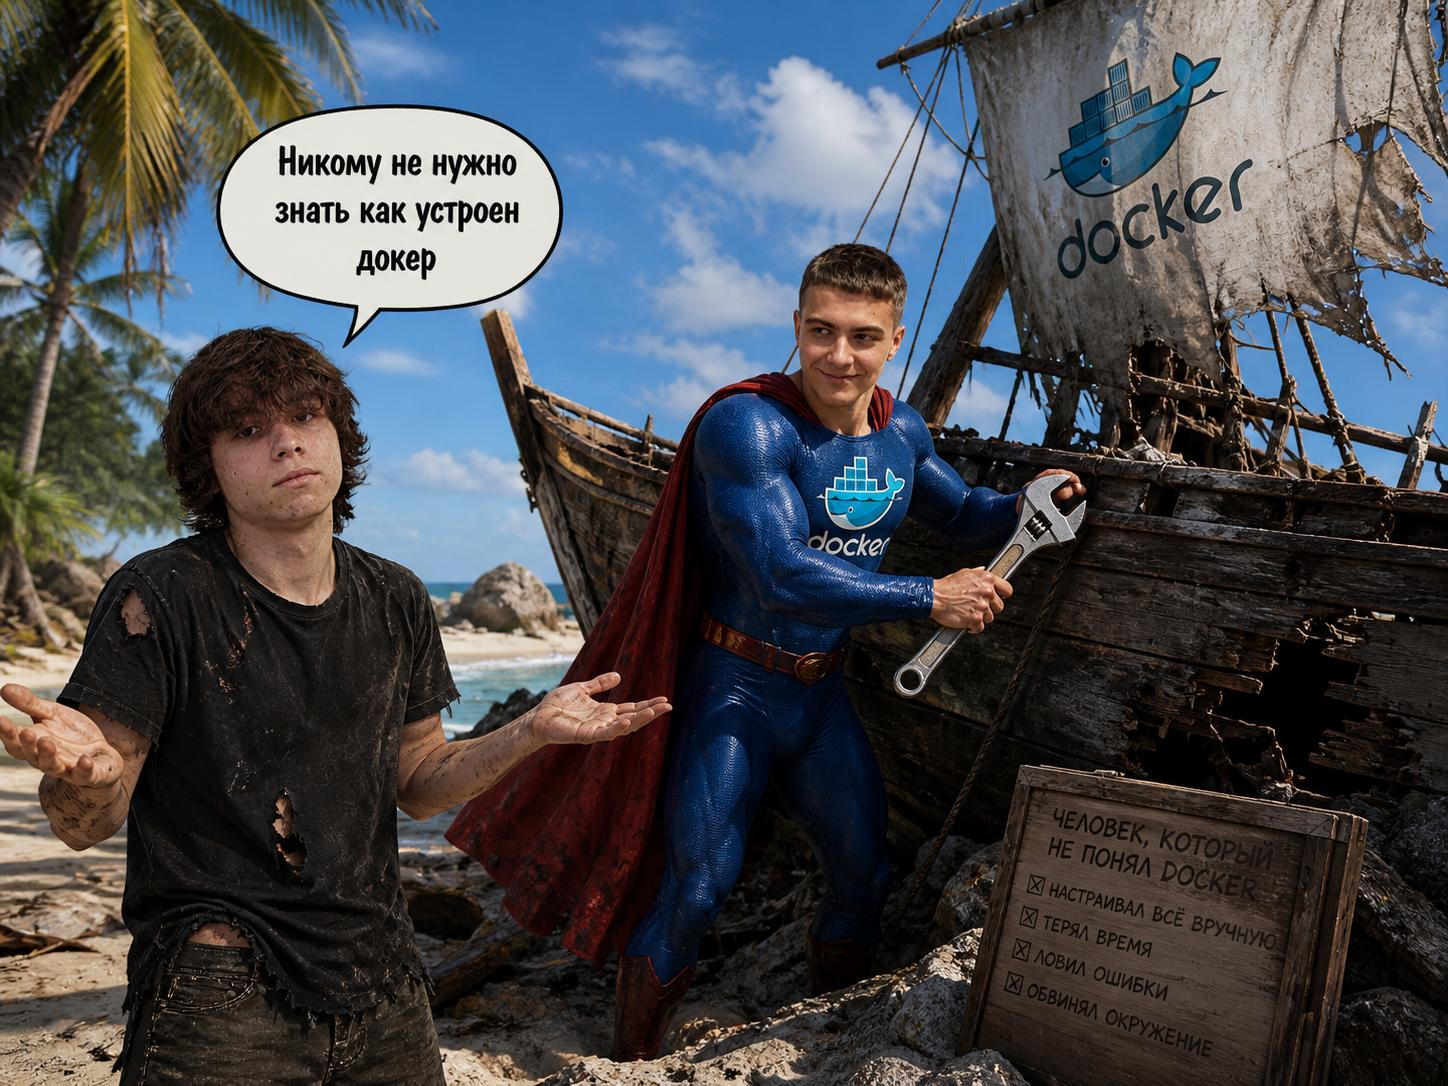 Никому не нужно
знать как устроен
докер
docker
docker
ЧЕЛОВЕК, КОТОРЫЙ
НЕ ПОНЯЛ DOCKER
НАСТРАИВАЛ ВСЁ ВРУЧНУЮ
ТЕРЯЛ ВРЕМЯ
ЛОВИЛ ОШИБКИ
ОБВИНЯЛ ОКРУЖЕНИЕ